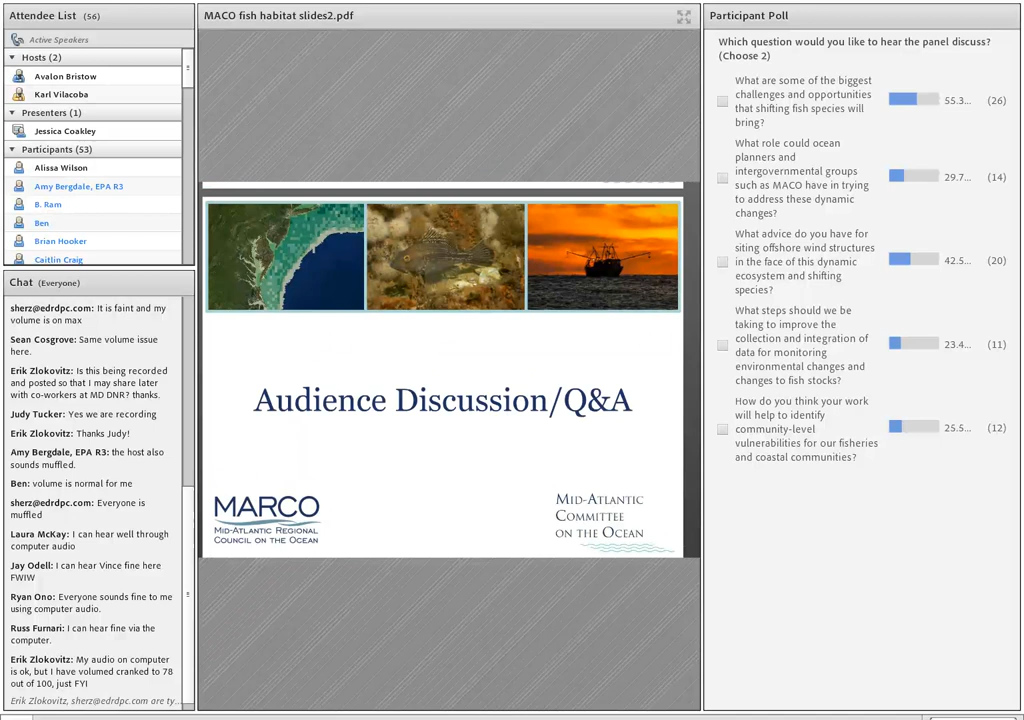 Attendee List (56)
Active Speakers
Hosts (2)
Avalon Bristow
Karl Vilacoba
Presenters (1)
Jessica Coakley
Participants (53)
Alissa Wilson
Amy Bergdale, EPA R3
B. Ram
Ben
Brian Hooker
Caitlin Craig
Chat (Everyone)
sherz@edrdpc.com: It is faint and my
volume is on max
Sean Cosgrove: Same volume issue
here.
Erik Zlokovitz: Is this being recorded
and posted so that I may share later
with co-workers at MD DNR? thanks.
Judy Tucker: Yes we are recording
Erik Zlokovitz: Thanks Judy!
Amy Bergdale, EPA R3: the host also
sounds muffled.
Ben: volume is normal for me
sherz@edrdpc.com: Everyone is
muffled
Laura McKay: I can hear well through
computer audio
Jay Odell: I can hear Vince fine here
FWIW
Ryan Ono: Everyone sounds fine to me
using computer audio.
Russ Furnari: I can hear fine via the
computer.
Erik Zlokovitz: My audio on computer
is ok, but I have volumed cranked to 78
out of 100, just FYI
Erik Zlokovitz, sherz@edrdpc.com are ty...
MACO fish habitat slides2.pdf
Audience Discussion/Q&A
MARCO
MID-ATLANTIC REGIONAL
COUNCIL ON THE OCEAN
MID-ATLANTIC
COMMITTEE
ON THE OCEAN
Participant Poll
Which question would you like to hear the panel discuss?
(Choose 2)
What are some of the biggest
challenges and opportunities
that shifting fish species will
bring?
55.3... (26)
What role could ocean
planners and
intergovernmental groups
such as MACO have in trying
to address these dynamic
changes?
29.7... (14)
What advice do you have for
siting offshore wind structures
in the face of this dynamic
ecosystem and shifting
species?
42.5... (20)
What steps should we be
taking to improve the
collection and integration of
data for monitoring
environmental changes and
changes to fish stocks?
23.4... (11)
How do you think your work
will help to identify
community-level
vulnerabilities for our fisheries
and coastal communities?
25.5... (12)